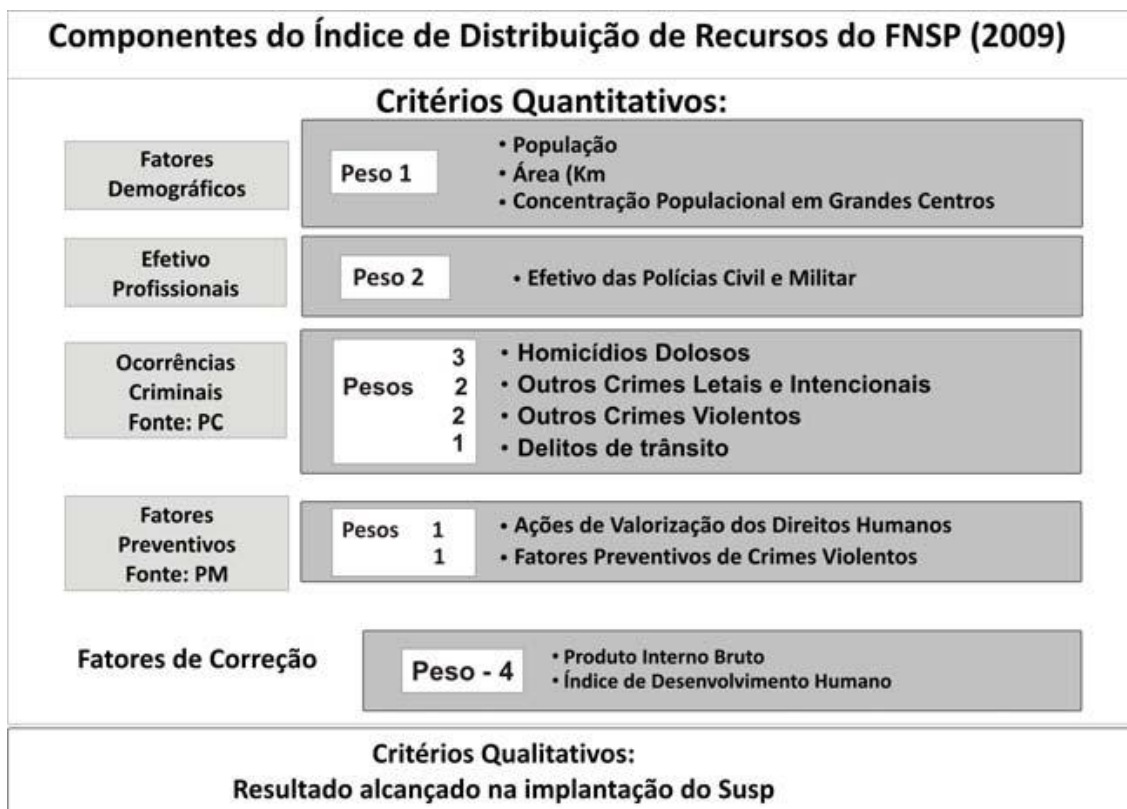 Componentes do Índice de Distribuição de Recursos do FNSP (2009)
Critérios Quantitativos:
Fatores
Demográficos
Peso 1
• População
• Área (Km
• Concentração Populacional em Grandes Centros
Efetivo
Profissionais
Peso 2
• Efetivo das Polícias Civil e Militar
Ocorrências
Criminais
Fonte: PC
Pesos
3
2
2
1
• Homicídios Dolosos
• Outros Crimes Letais e Intencionais
• Outros Crimes Violentos
• Delitos de trânsito
Fatores
Preventivos
Fonte: PM
Pesos 1
1
• Ações de Valorização dos Direitos Humanos
• Fatores Preventivos de Crimes Violentos
Fatores de Correção
Peso - 4
• Produto Interno Bruto
• Índice de Desenvolvimento Humano
Critérios Qualitativos:
Resultado alcançado na implantação do Susp